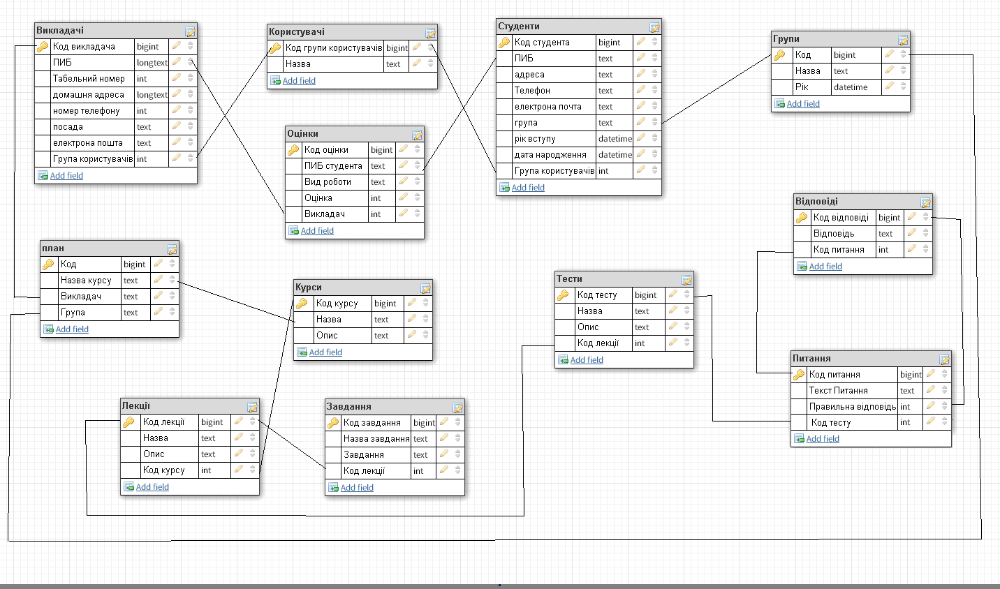 Викладачі
Код викладача bigint
ПИБ longtext
Табельний номер int
домашня адреса longtext
номер телефону int
посада text
електрона пошта text
Група користувачів int
Add field
Користувачі
Код групи користувачів bigint
Назва text
Add field
Оцінки
Код оцінки bigint
ПИБ студента text
Вид роботи text
Оцінка int
Викладач int
Add field
Студенти
Код студента bigint
ПИБ text
адреса text
Телефон text
електрона почта text
група text
рік вступу datetime
дата народження datetime
Група користувачів int
Add field
Групи
Код bigint
Назва text
Рік datetime
Add field
Відповіді
Код відповіді bigint
Відповідь text
Код питання int
Add field
план
Код bigint
Назва курсу text
Викладач text
Група text
Add field
Курси
Код курсу bigint
Назва text
Опис text
Add field
Тести
Код тесту bigint
Назва text
Опис text
Код лекції int
Add field
Питання
Код питання bigint
Текст Питання text
Правильна відповідь int
Код тесту int
Add field
Лекції
Код лекції bigint
Назва text
Опис text
Код курсу int
Add field
Завдання
Код завдання bigint
Назва завдання text
Завдання text
Код лекції int
Add field